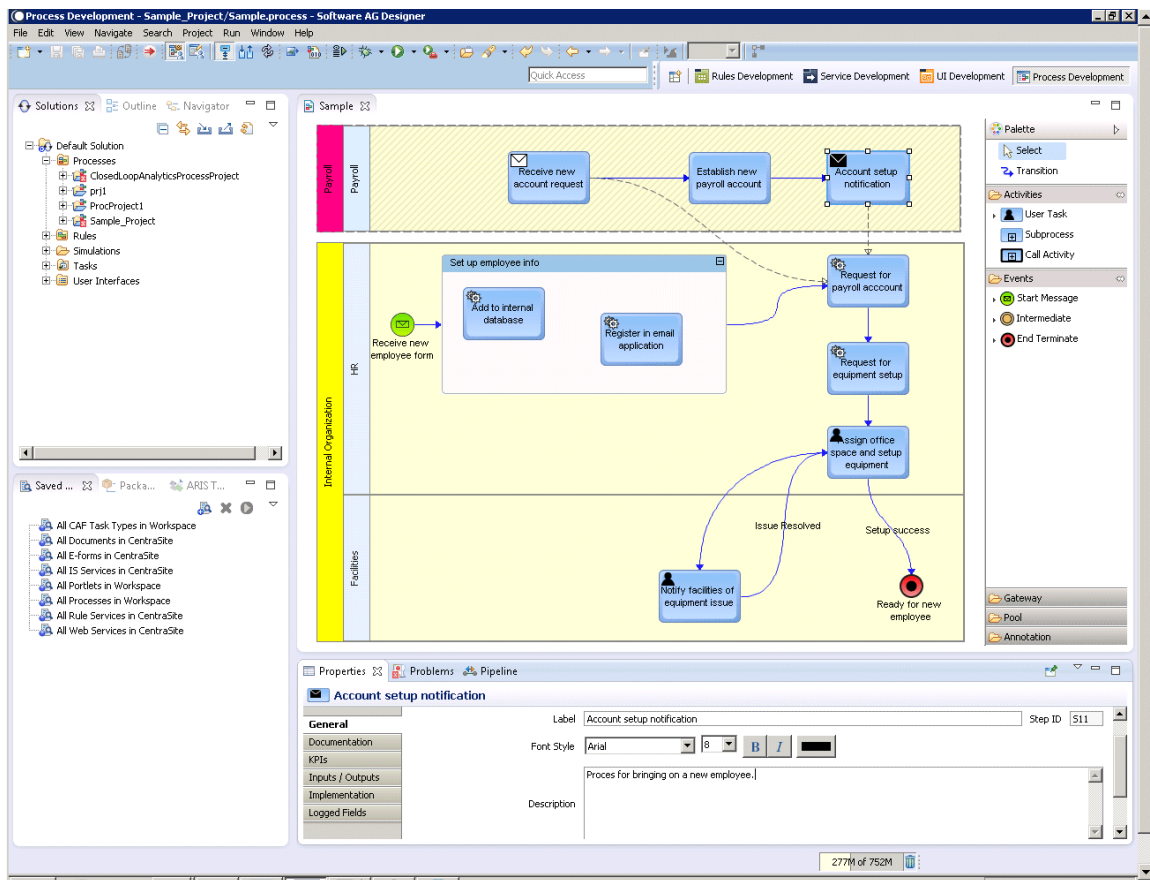 Process Development - Sample_Project/Sample.process - Software AG Designer
File Edit View Navigate Search Project Run Window Help
Quick Access
Rules Development Service Development UI Development Process Development
Solutions Outline Navigator
Default Solution
Processes
ClosedLoopAnalyticsProcessProject
prj1
ProcProject1
Sample_Project
Rules
Simulations
Tasks
User Interfaces
Saved ... Packa... ARIS T...
All CAF Task Types in Workspace
All Documents in CentraSite
All E-forms in CentraSite
All IS Services in CentraSite
All Portlets in Workspace
All Processes in Workspace
All Rule Services in CentraSite
All Web Services in CentraSite
Sample
Payroll
Payroll
Receive new
account request
Establish new
payroll account
Account setup
notification
Internal Organization
HR
Set up employee info
Add to internal
database
Register in email
application
Receive new
employee form
Request for
payroll acccount
Request for
equipment setup
Assign office
space and setup
equipment
Facilities
Issue Resolved
Setup success
Notify facilities of
equipment issue
Ready for new
employee
Palette
Select
Transition
Activities
User Task
Subprocess
Call Activity
Events
Start Message
Intermediate
End Terminate
Gateway
Pool
Annotation
Properties Problems Pipeline
Account setup notification
General
Documentation
KPIs
Inputs / Outputs
Implementation
Logged Fields
Label Account setup notification Step ID S11
Font Style Arial 8 B I
Description Proces for bringing on a new employee.
277M of 752M